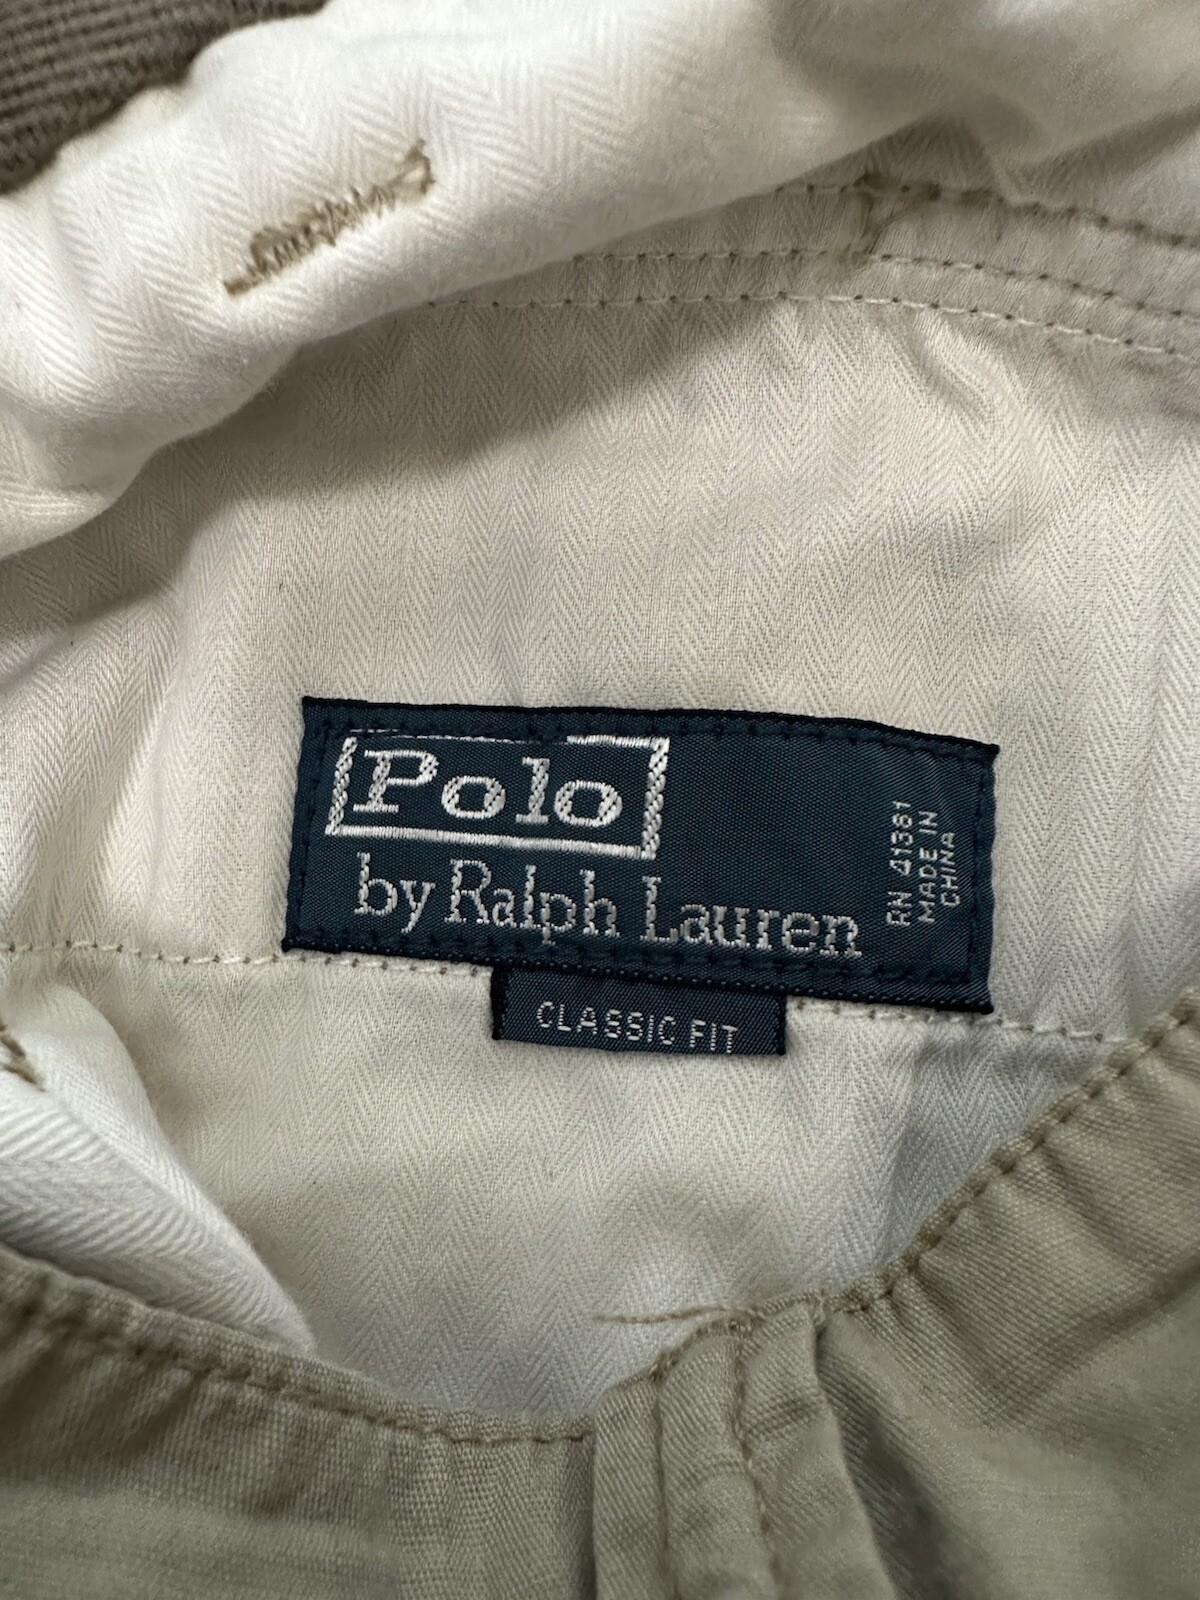 Polo
by Ralph Lauren
RN 41381
MADE IN
CHINA
CLASSIC FIT